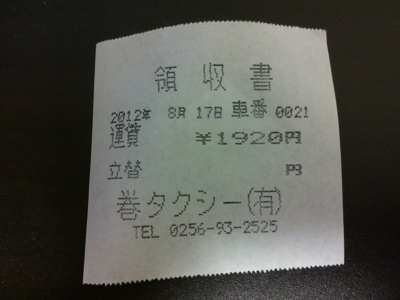 領収書
2012年 8月 17日 車番 0021
運賃 ¥1920円
立替 円
巻タクシー(有)
TEL 0256-93-2525